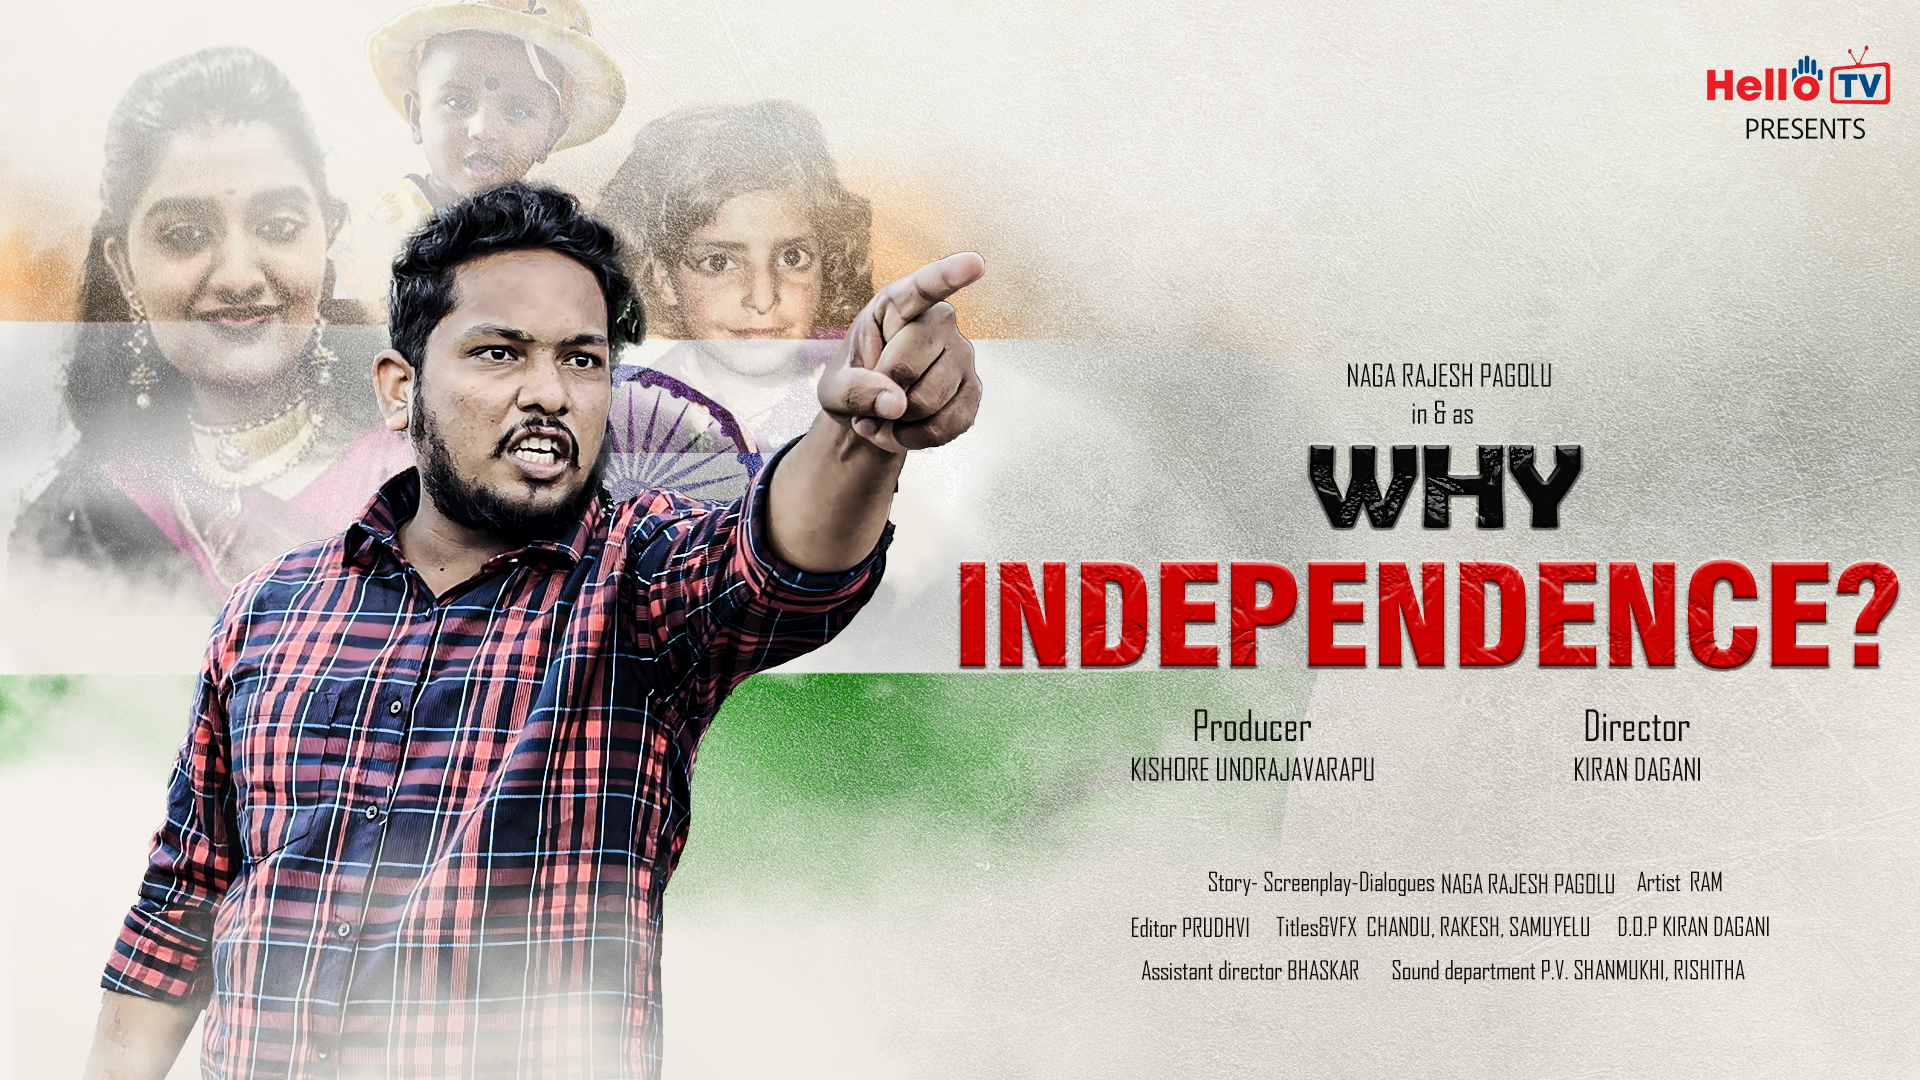 Hello TV
PRESENTS
NAGA RAJESH PAGOLU
in & as
WHY
INDEPENDENCE?
Producer
KISHORE UNDRAJAVARAPU
Director
KIRAN DAGANI
Story- Screenplay-Dialogues NAGA RAJESH PAGOLU Artist RAM
Editor PRUDHVI Titles&VFX CHANDU, RAKESH, SAMUYELU D.O.P KIRAN DAGANI
Assistant director BHASKAR Sound department P.V. SHANMUKHI, RISHITHA